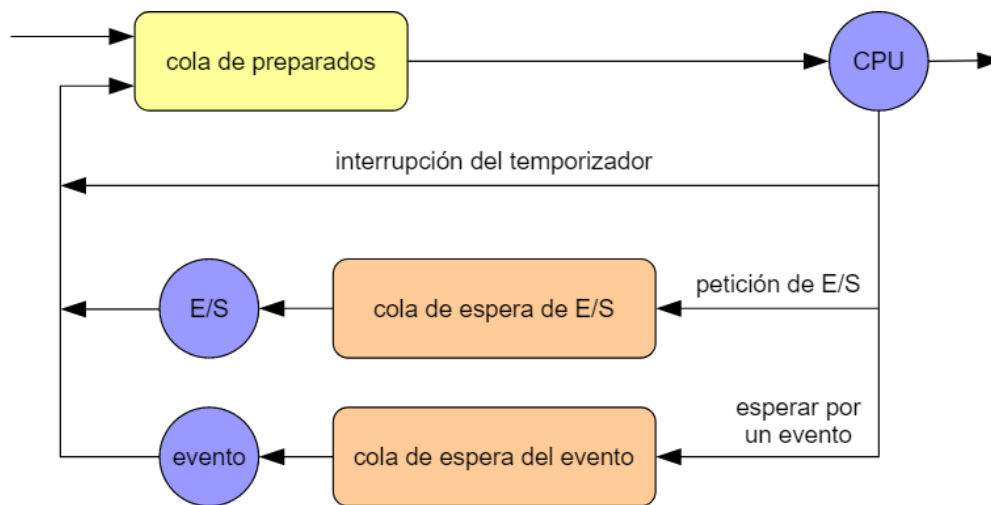 cola de preparados
CPU
interrupción del temporizador
petición de E/S
E/S
cola de espera de E/S
esperar por
un evento
evento
cola de espera del evento